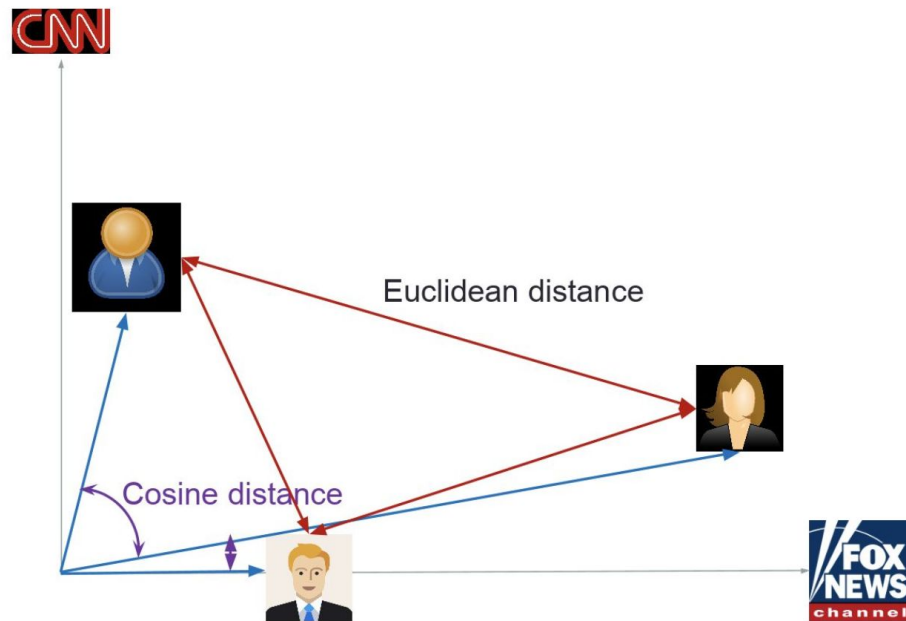 CNN
Euclidean distance
Cosine distance
FOX
NEWS
channel